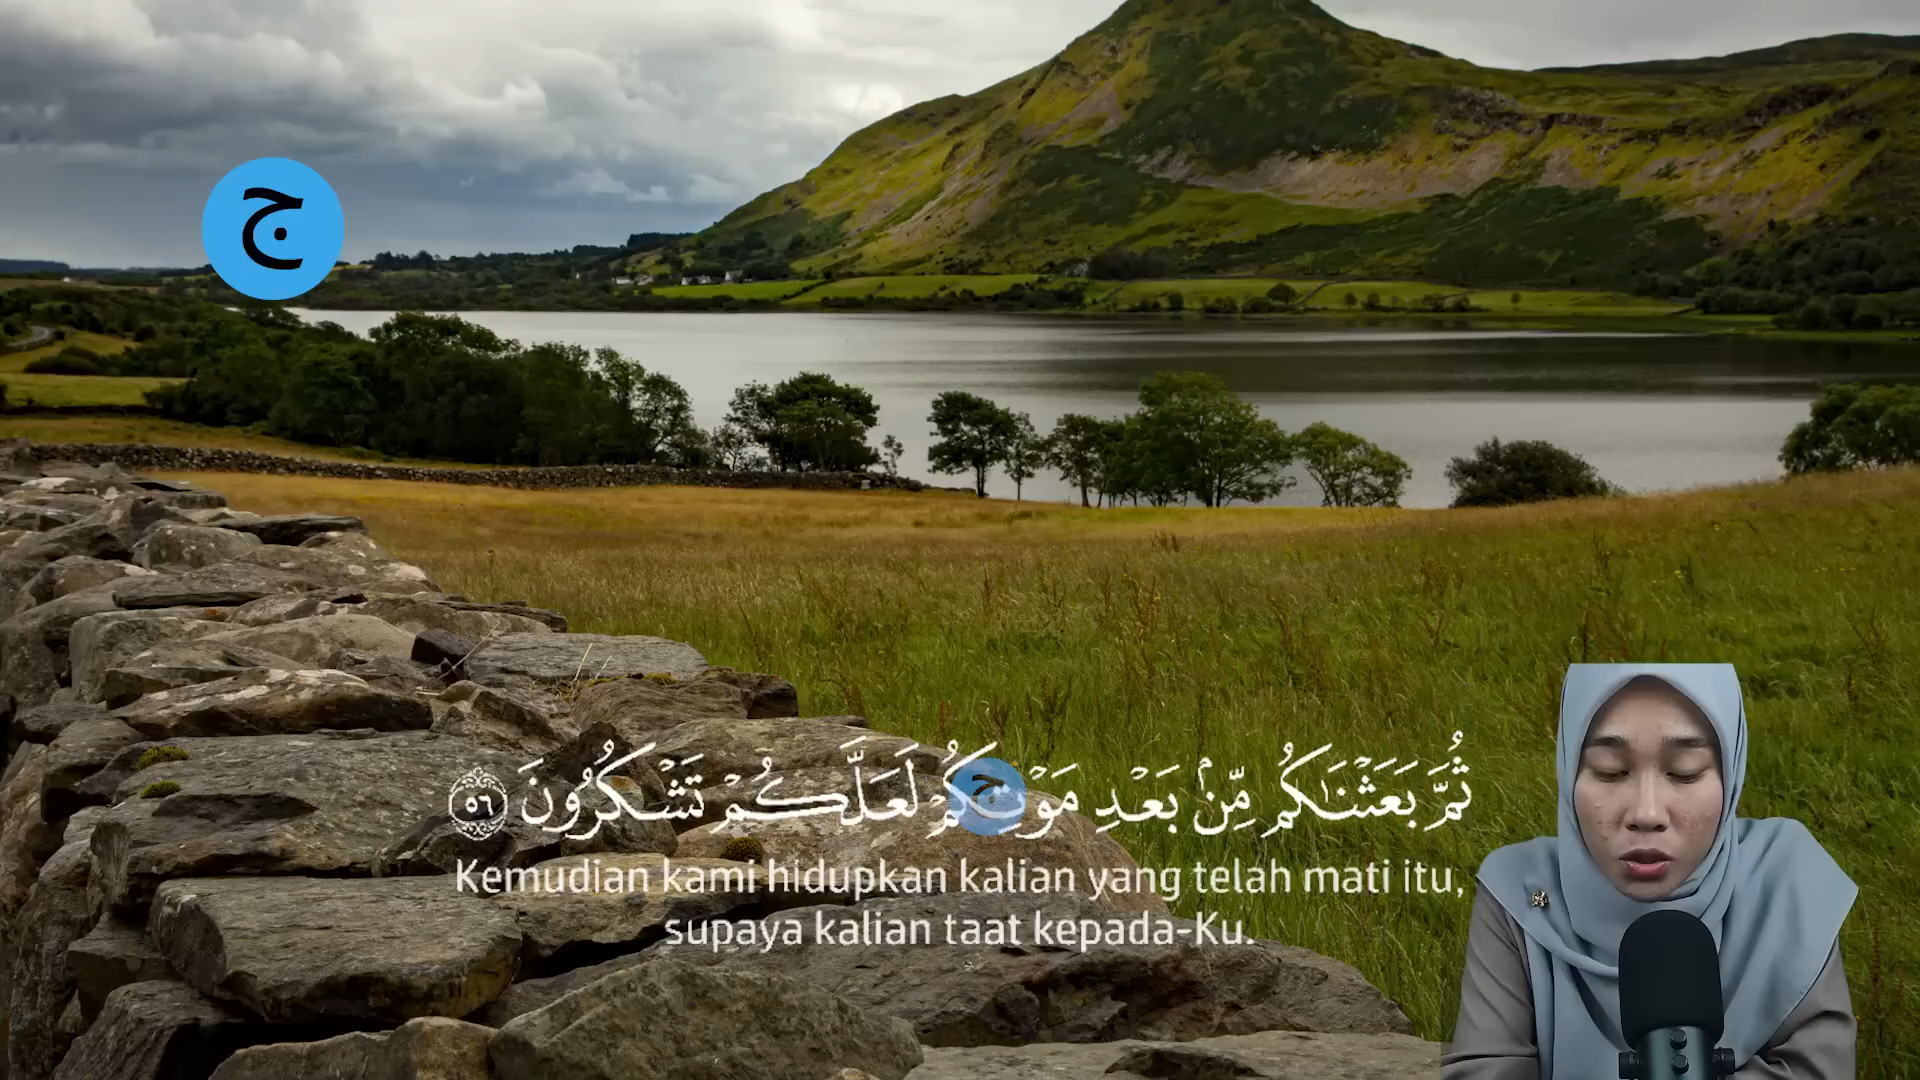 ج
ثُمَّ بَعَثْنَٰكُم مِّنۢ بَعْدِ مَوْتِكُمْ لَعَلَّكُمْ تَشْكُرُونَ ٥٦
ج
Kemudian kami hidupkan kalian yang telah mati itu,
supaya kalian taat kepada-Ku.